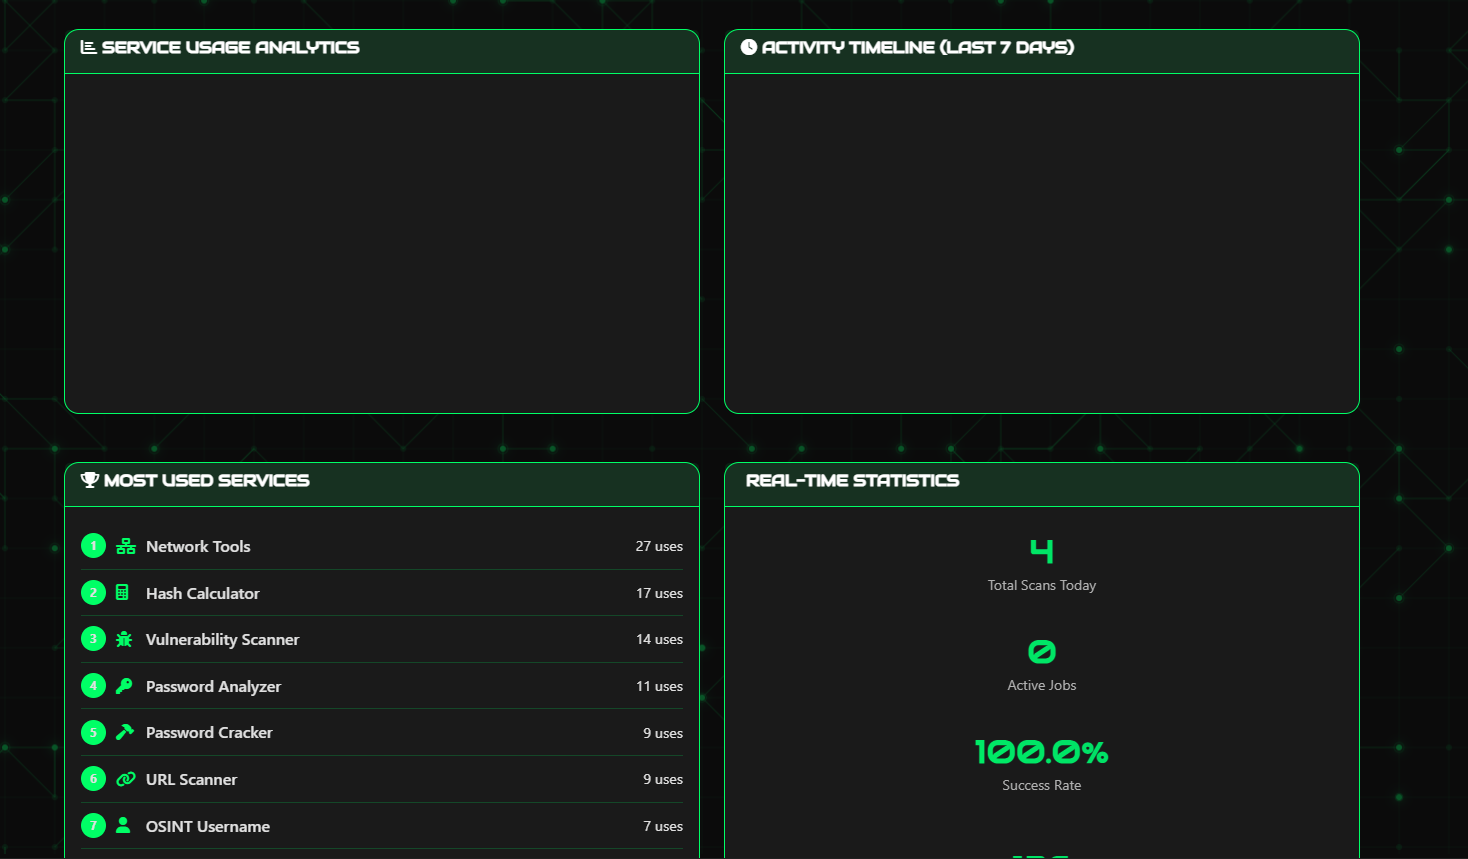 SERVICE USAGE ANALYTICS
ACTIVITY TIMELINE (LAST 7 DAYS)
MOST USED SERVICES
1 Network Tools 27 uses
2 Hash Calculator 17 uses
3 Vulnerability Scanner 14 uses
4 Password Analyzer 11 uses
5 Password Cracker 9 uses
6 URL Scanner 9 uses
7 OSINT Username 7 uses
REAL-TIME STATISTICS
4
Total Scans Today
0
Active Jobs
100.0%
Success Rate